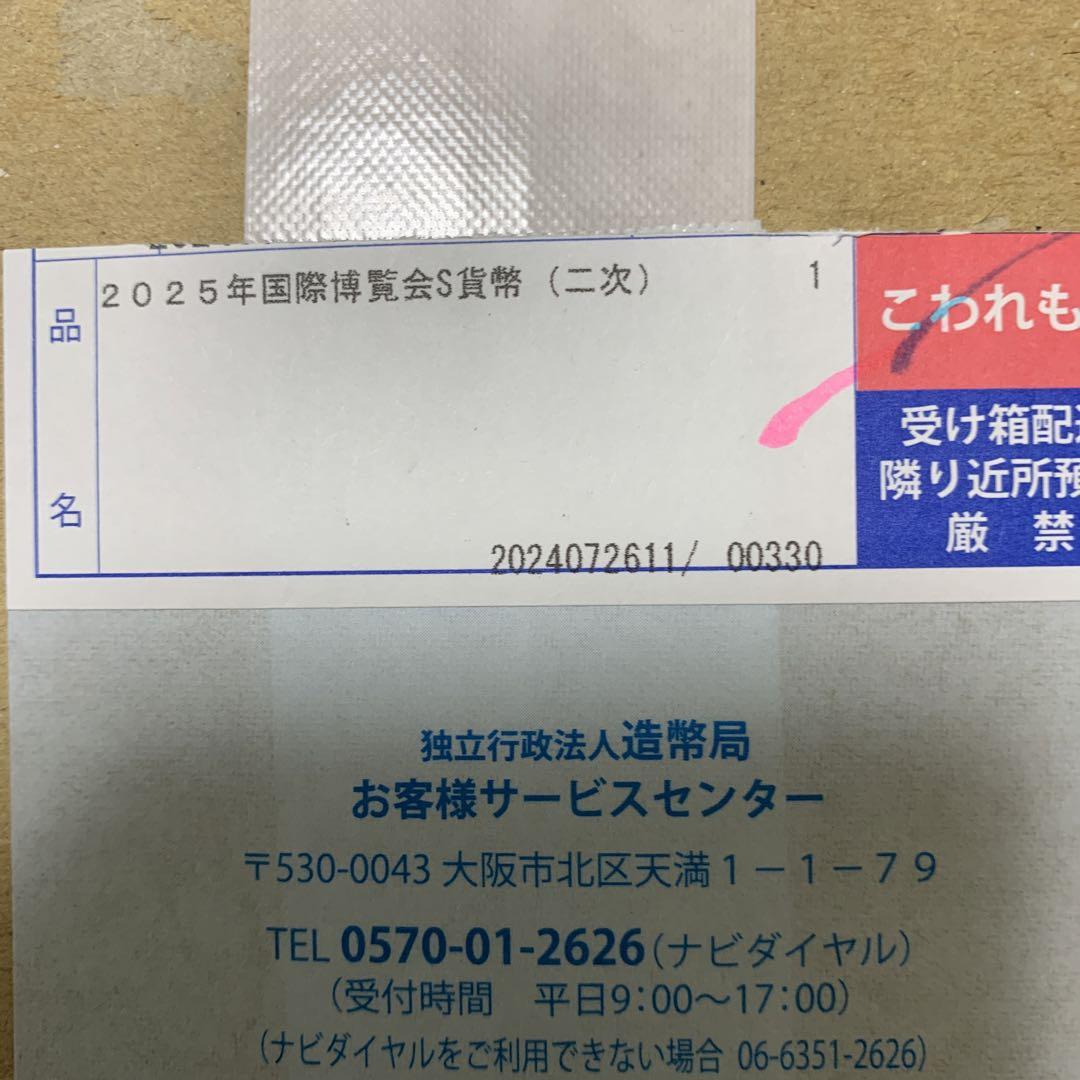 2025年国際博覧会S貨幣（二次） 1
品名
2024072611/ 00330
こわれも
受け箱配
隣り近所預
厳 禁
独立行政法人造幣局
お客様サービスセンター
〒530-0043 大阪市北区天満1－1－79
TEL 0570-01-2626(ナビダイヤル)
(受付時間 平日9:00～17:00)
(ナビダイヤルをご利用できない場合 06-6351-2626)